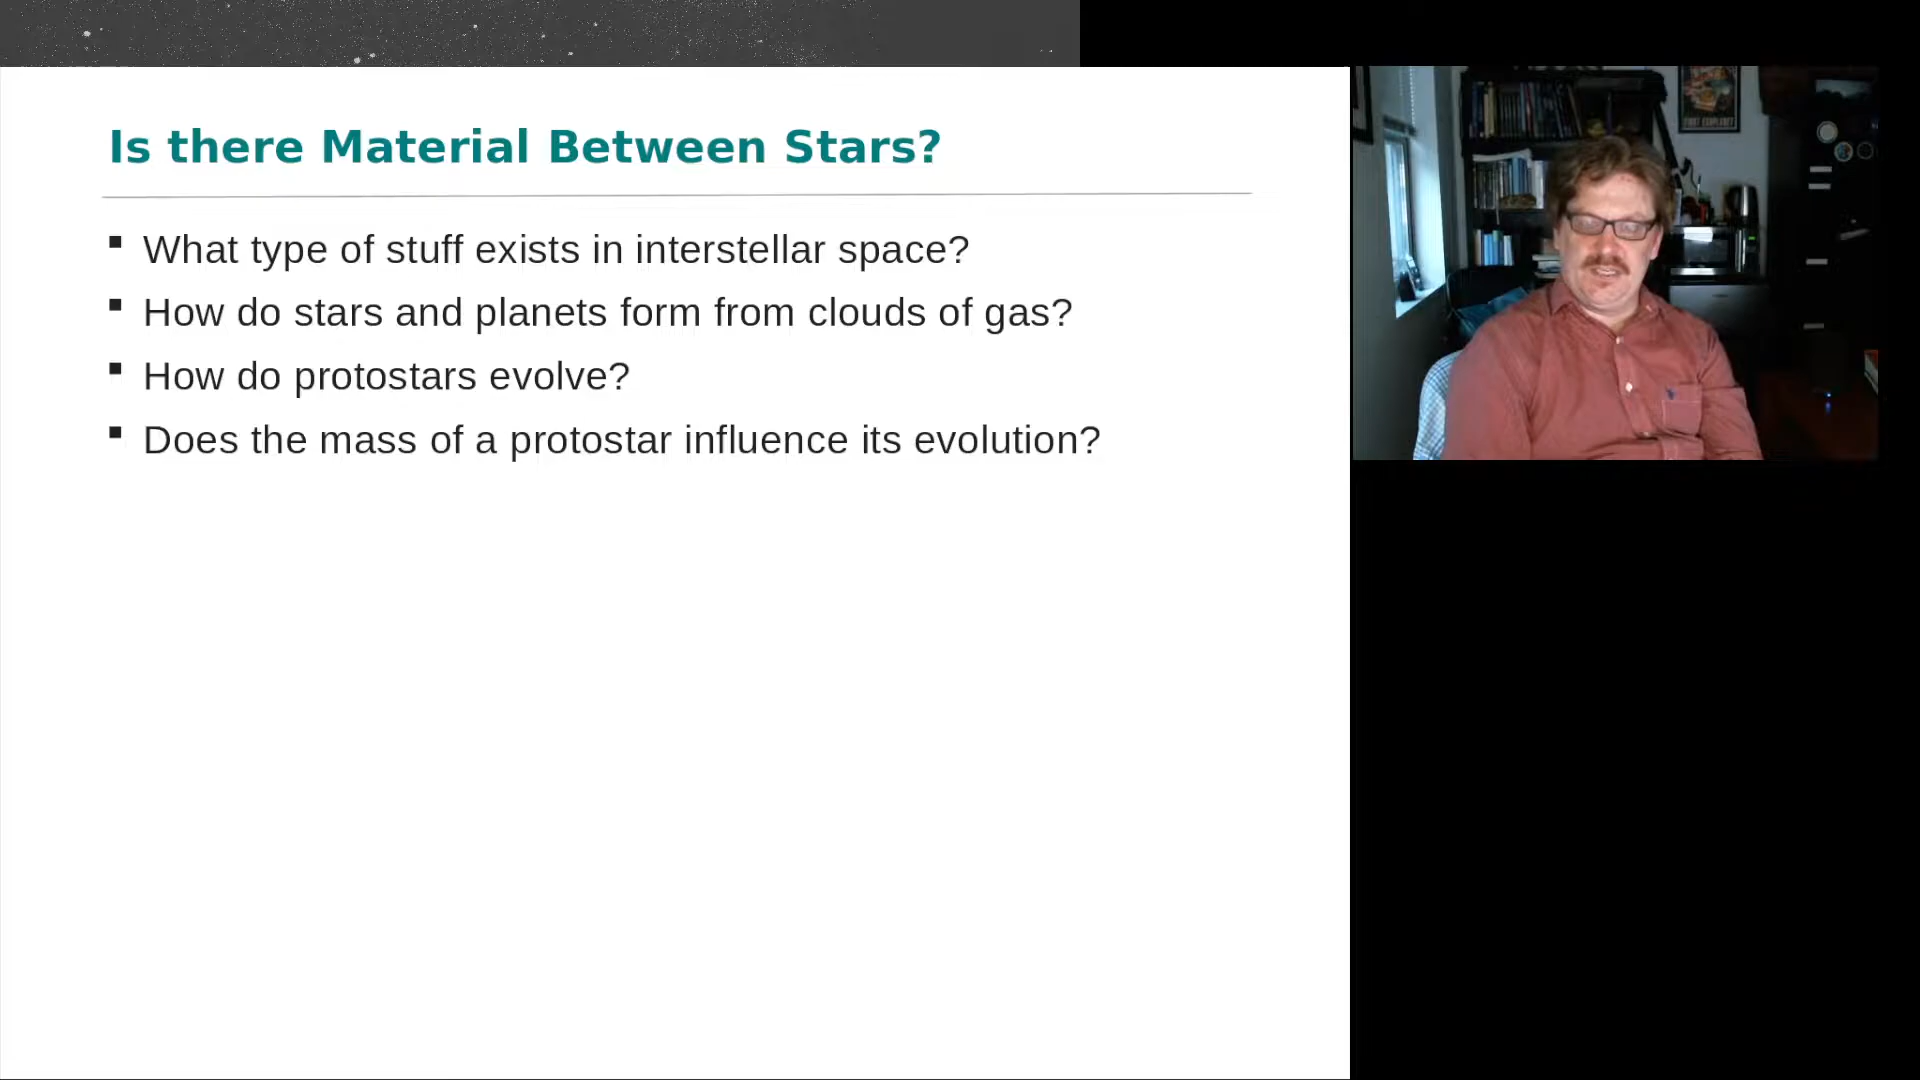 Is there Material Between Stars?
▪ What type of stuff exists in interstellar space?
▪ How do stars and planets form from clouds of gas?
▪ How do protostars evolve?
▪ Does the mass of a protostar influence its evolution?